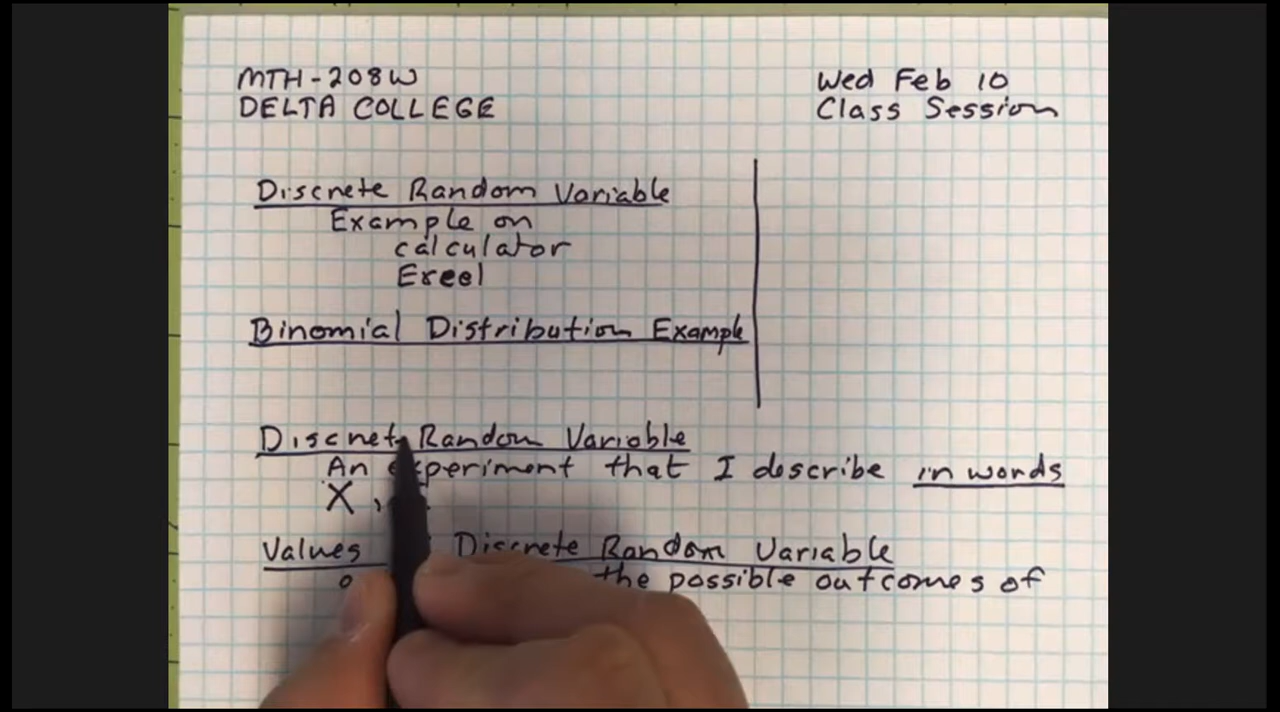 MTH-208W
DELTA COLLEGE
Wed Feb 10
Class Session
Discrete Random Variable
Example on
calculator
Excel
Binomial Distribution Example
Discrete Random Variable
An experiment that I describe in words
X ,
Values Discrete Random Variable
the possible outcomes of